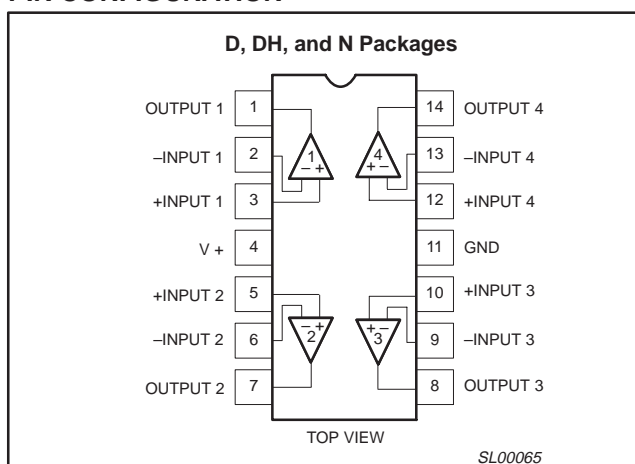 D, DH, and N Packages
OUTPUT 1 1 14 OUTPUT 4
–INPUT 1 2 13 –INPUT 4
1 4
– + + –
+INPUT 1 3 12 +INPUT 4
V + 4 11 GND
+INPUT 2 5 10 +INPUT 3
– + + –
2 3
–INPUT 2 6 9 –INPUT 3
OUTPUT 2 7 8 OUTPUT 3
TOP VIEW
SL00065